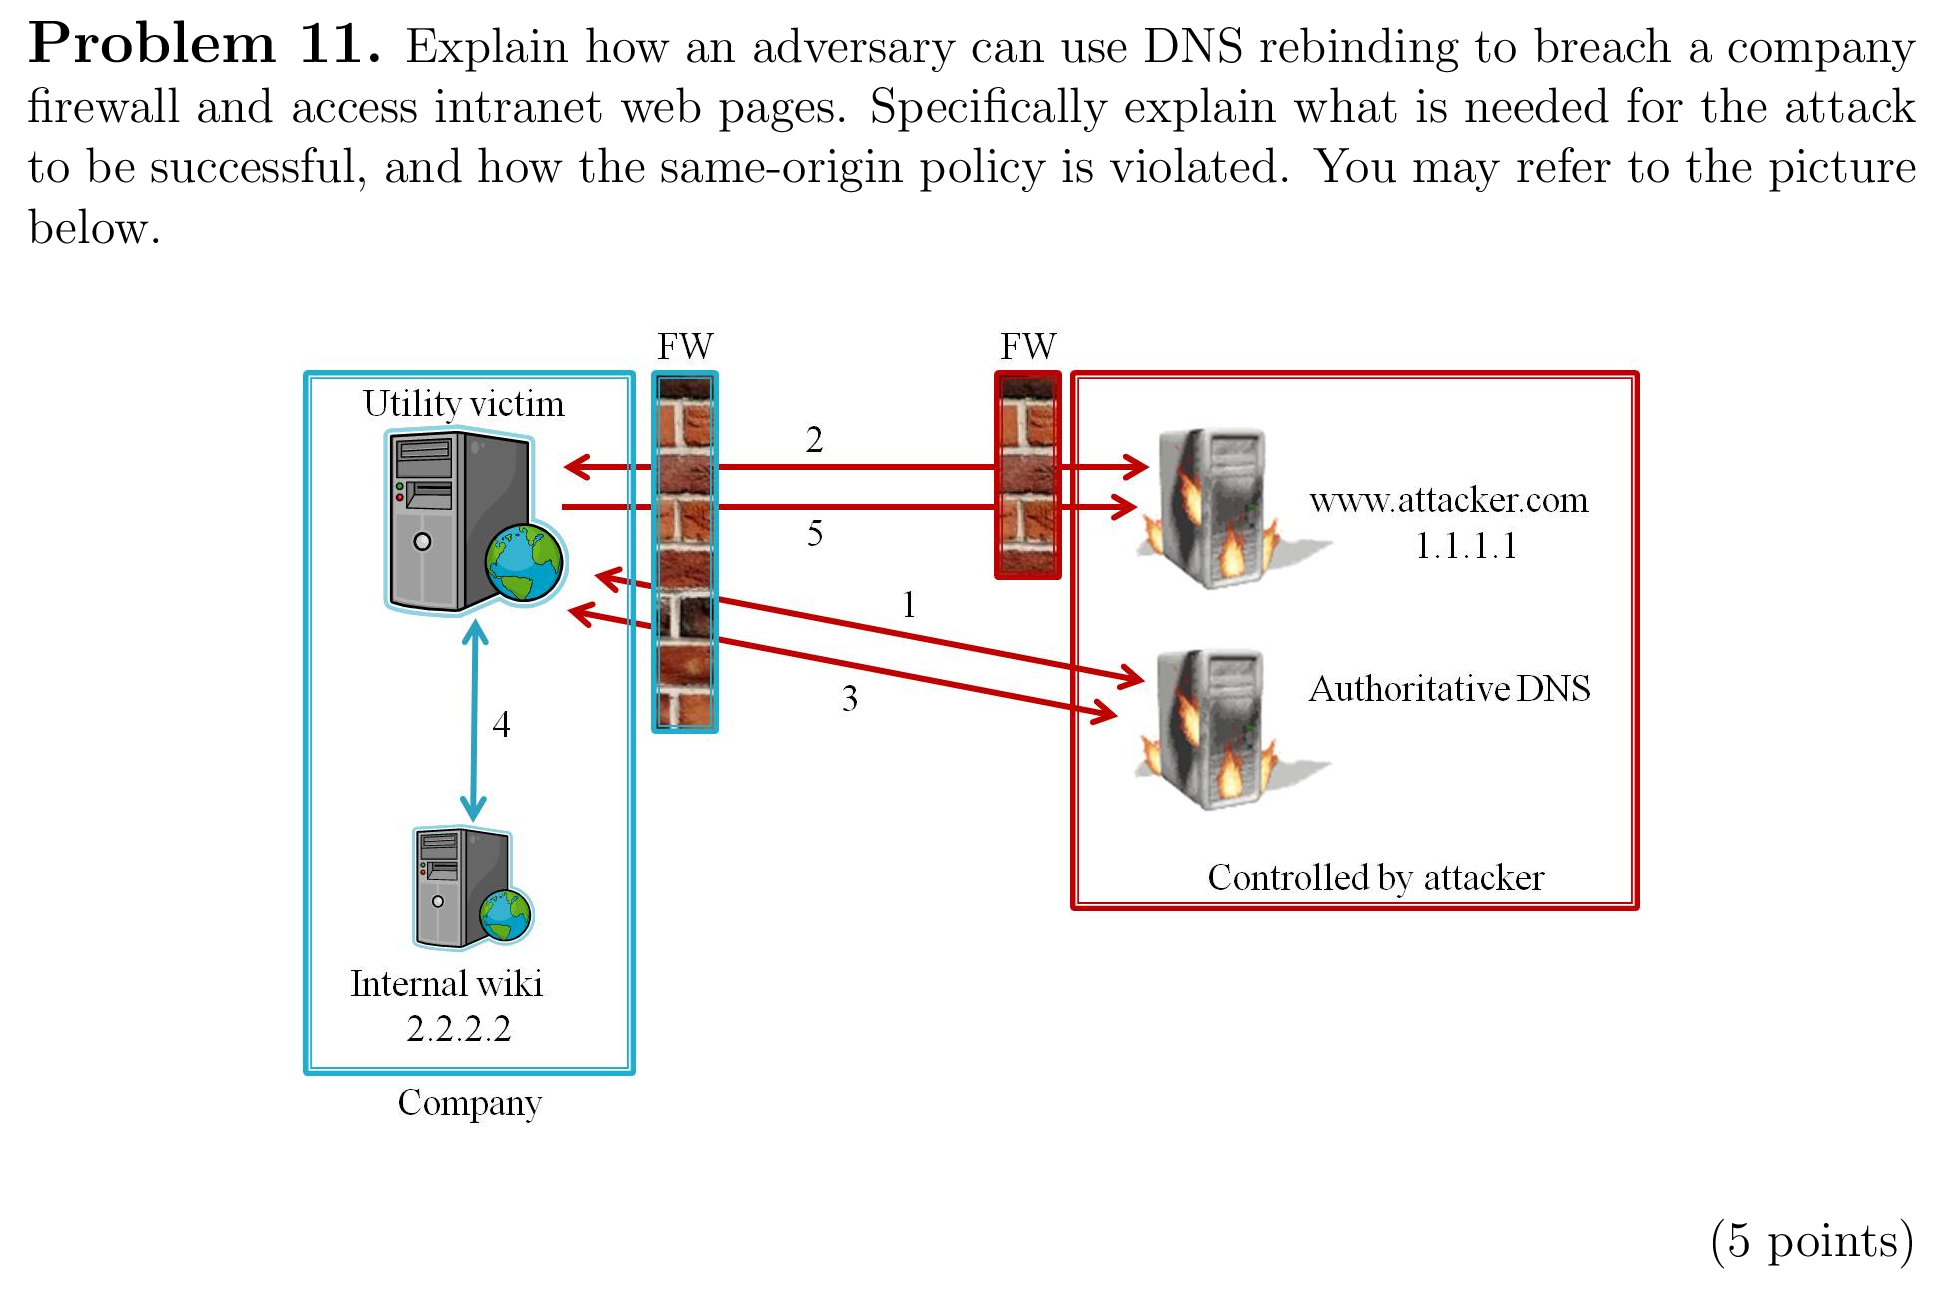 Problem 11. Explain how an adversary can use DNS rebinding to breach a company
firewall and access intranet web pages. Specifically explain what is needed for the attack
to be successful, and how the same-origin policy is violated. You may refer to the picture
below.
FW
FW
Utility victim
2
www.attacker.com
1.1.1.1
5
1
Authoritative DNS
3
4
Controlled by attacker
Internal wiki
2.2.2.2
Company
(5 points)